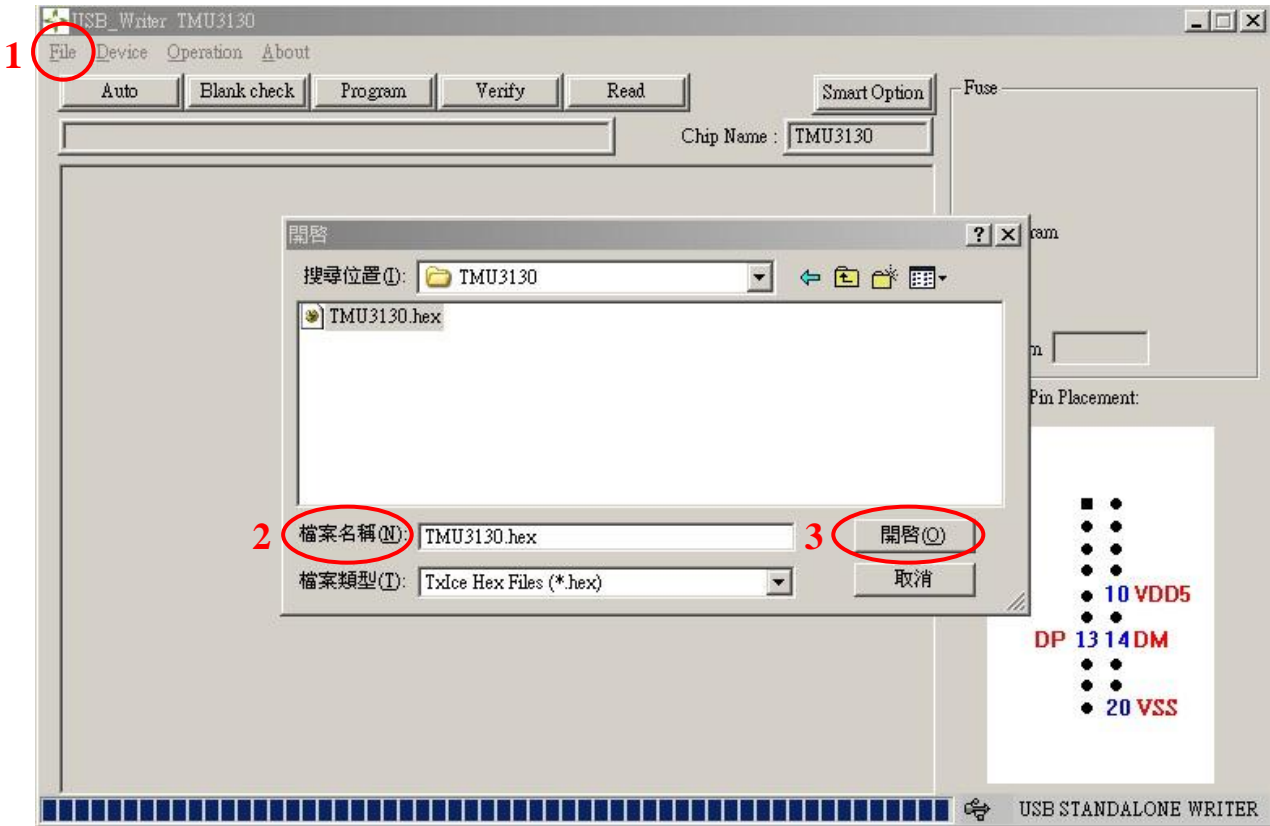 USB_Writer TMU3130
1
File Device Operation About
Auto Blank check Program Verify Read Smart Option
Fuse
Chip Name : TMU3130
開啓
ram
搜尋位置(I): TMU3130
TMU3130.hex
m
Pin Placement:
2 檔案名稱(N): TMU3130.hex 3 開啓(O)
檔案類型(T): TxIce Hex Files (*.hex) 取消
10 VDD5
DP 13 14 DM
20 VSS
USB STANDALONE WRITER